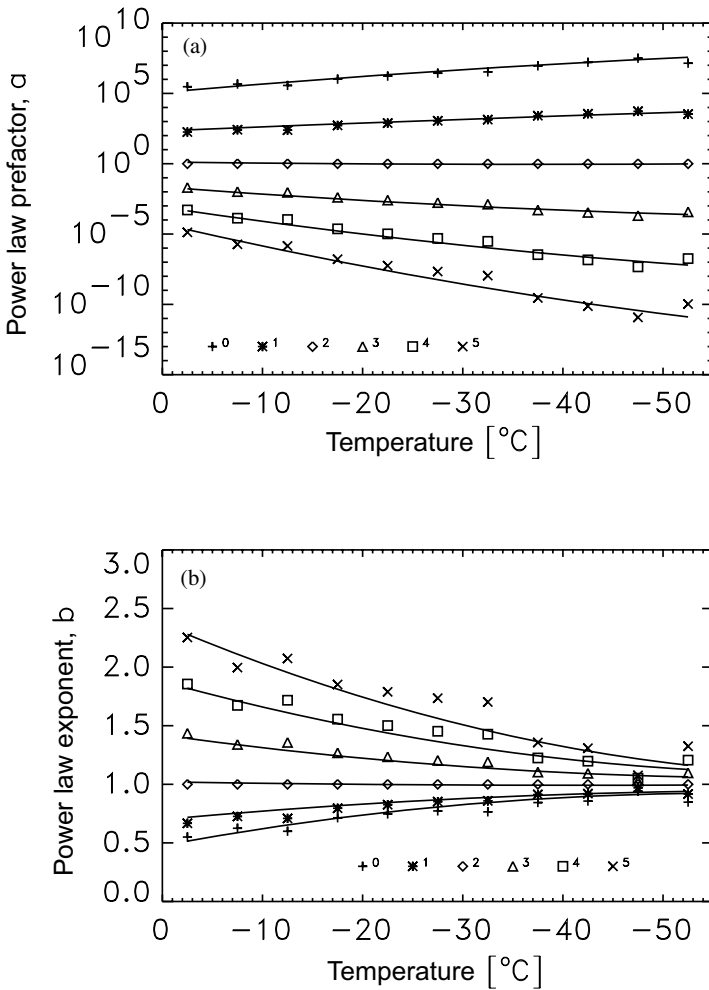 (a)
10^10
10^5
10^0
10^-5
10^-10
10^-15
Power law prefactor, a
+ 0 ✳ 1 ◇ 2 △ 3 □ 4 × 5
0 -10 -20 -30 -40 -50
Temperature [°C]
(b)
3.0
2.5
2.0
1.5
1.0
0.5
0.0
Power law exponent, b
+ 0 ✳ 1 ◇ 2 △ 3 □ 4 × 5
-0 -10 -20 -30 -40 -50
Temperature [°C]